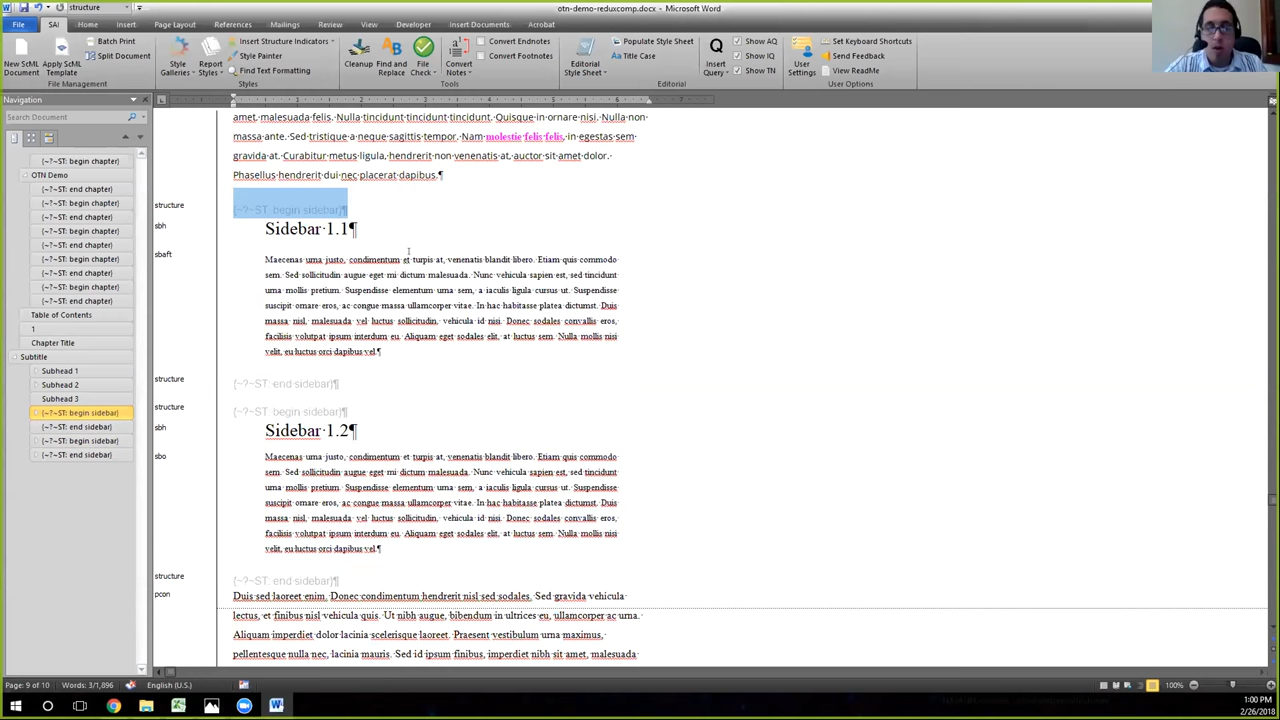 structure
otn-demo-reduxcomp.docx - Microsoft Word
File
SAI
Home
Insert
Page Layout
References
Mailings
Review
View
Developer
Insert Documents
Acrobat
New ScML Document
Apply ScML Template
Batch Print
Split Document
File Management
Style Galleries
Report Styles
Insert Structure Indicators
Style Painter
Find Text Formatting
Styles
Cleanup
Find and Replace
File Check
Convert Notes
Convert Endnotes
Convert Footnotes
Tools
Editorial Style Sheet
Populate Style Sheet
Title Case
Insert Query
Show AQ
Show IQ
Show TN
Editorial
User Settings
Set Keyboard Shortcuts
Send Feedback
View ReadMe
User Options
Navigation
Search Document
{~?~ST: begin chapter}
OTN Demo
{~?~ST: end chapter}
{~?~ST: begin chapter}
{~?~ST: end chapter}
{~?~ST: begin chapter}
{~?~ST: end chapter}
{~?~ST: begin chapter}
{~?~ST: end chapter}
{~?~ST: begin chapter}
{~?~ST: end chapter}
Table of Contents
1
Chapter Title
Subtitle
Subhead 1
Subhead 2
Subhead 3
{~?~ST: begin sidebar}
{~?~ST: end sidebar}
{~?~ST: begin sidebar}
{~?~ST: end sidebar}
amet, malesuada·felis.·Nulla·tincidunt·tincidunt·tincidunt.·Quisque·in·ornare·nisi.·Nulla·
massa·ante.·Sed·tristique·a·neque·sagittis·tempor.·Nam·molestie·felis·felis,·in·egestas·sem·
gravida·at.·Curabitur·metus·ligula,·hendrerit·non·venenatis·at,·auctor·sit·amet·dolor.·
Phasellus·hendrerit·dui·nec·placerat·dapibus.¶
structure
{~?~ST:·begin·sidebar}¶
sbh
Sidebar·1.1¶
sbaft
Maecenas·urna·justo,·condimentum·et·turpis·at,·venenatis·blandit·libero.·Etiam·quis·commodo·
sem.·Sed·sollicitudin·augue·eget·mi·dictum·malesuada.·Nunc·vehicula·sapien·est,·sed·tincidunt·
urna·mollis·pretium.·Suspendisse·elementum·urna·sem,·a·iaculis·ligula·cursus·ut.·Suspendisse·
suscipit·ornare·eros,·ac·congue·massa·ullamcorper·vitae.·In·hac·habitasse·platea·dictumst.·Duis·
massa·nisl,·malesuada·vel·luctus·sollicitudin,·vehicula·id·nisi.·Donec·sodales·convallis·eros,·
facilisis·volutpat·ipsum·interdum·eu.·Aliquam·eget·sodales·elit,·at·luctus·sem.·Nulla·mollis·nisi·
velit,·eu·luctus·orci·dapibus·vel.¶
structure
{~?~ST:·end·sidebar}¶
structure
{~?~ST:·begin·sidebar}¶
sbh
Sidebar·1.2¶
sbo
Maecenas·urna·justo,·condimentum·et·turpis·at,·venenatis·blandit·libero.·Etiam·quis·commodo·
sem.·Sed·sollicitudin·augue·eget·mi·dictum·malesuada.·Nunc·vehicula·sapien·est,·sed·tincidunt·
urna·mollis·pretium.·Suspendisse·elementum·urna·sem,·a·iaculis·ligula·cursus·ut.·Suspendisse·
suscipit·ornare·eros,·ac·congue·massa·ullamcorper·vitae.·In·hac·habitasse·platea·dictumst.·Duis·
massa·nisl,·malesuada·vel·luctus·sollicitudin,·vehicula·id·nisi.·Donec·sodales·convallis·eros,·
facilisis·volutpat·ipsum·interdum·eu.·Aliquam·eget·sodales·elit,·at·luctus·sem.·Nulla·mollis·nisi·
velit,·eu·luctus·orci·dapibus·vel.¶
structure
{~?~ST:·end·sidebar}¶
pcon
Duis·sed·laoreet·enim.·Donec·condimentum·hendrerit·nisl·sed·sodales.·Sed·gravida·vehicula·
lectus,·et·finibus·nisl·vehicula·quis.·Ut·nibh·augue,·bibendum·in·ultrices·eu,·ullamcorper·ac·urna.·
Aliquam·imperdiet·dolor·lacinia·scelerisque·laoreet.·Praesent·vestibulum·urna·maximus,·
pellentesque·nulla·nec,·lacinia·mauris.·Sed·id·ipsum·finibus,·imperdiet·nibh·sit·amet,·malesuada·
Page: 9 of 10
Words: 3/1,896
English (U.S.)
100%
1:00 PM
2/26/2018